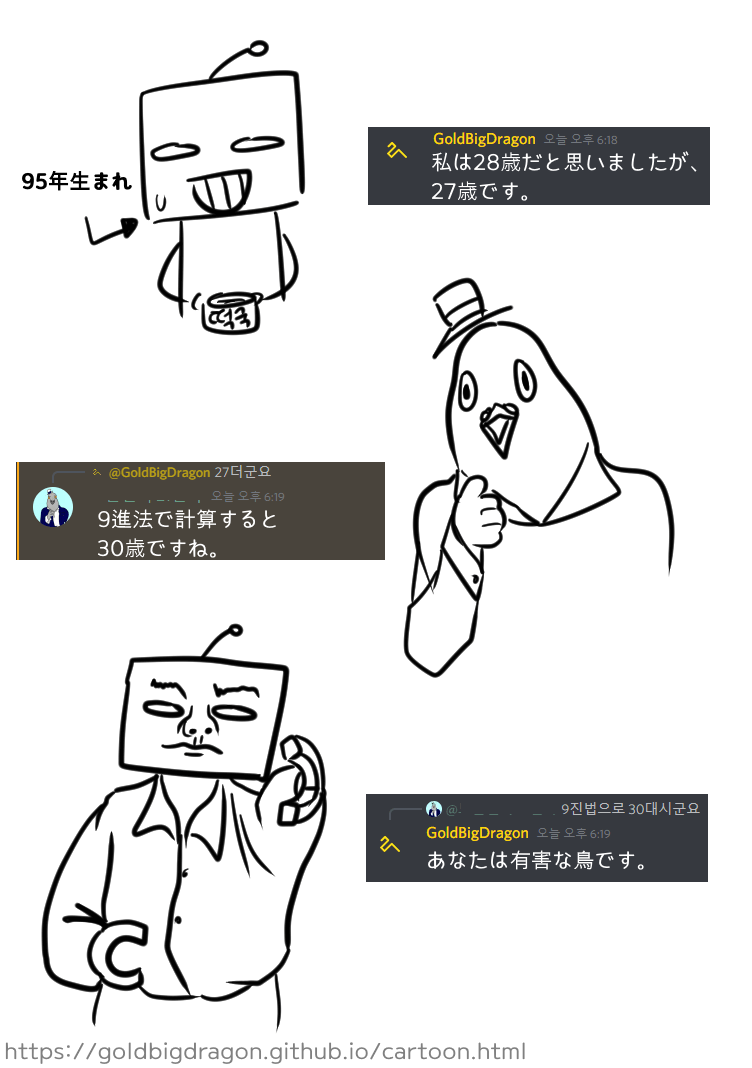 GoldBigDragon 오늘 오후 6:18
私は28歳だと思いましたが、
27歳です。
95年生まれ
떡국
@GoldBigDragon 27더군요
오늘 오후 6:19
9進法で計算すると
30歳ですね。
9진법으로 30대시군요
GoldBigDragon 오늘 오후 6:19
あなたは有害な鳥です。
https://goldbigdragon.github.io/cartoon.html